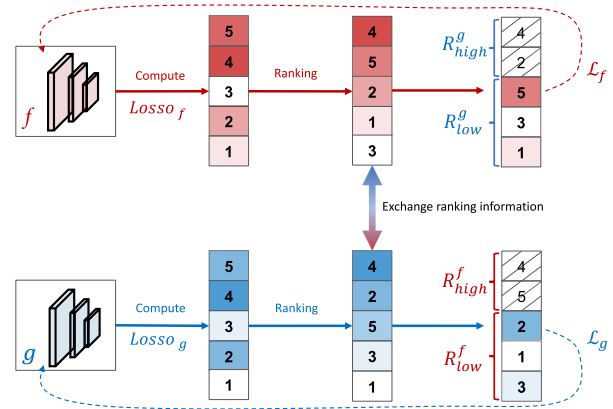 f
Compute
Losso f
5
4
3
2
1
Ranking
4
5
2
1
3
R^g_high
R^g_low
4
2
5
3
1
ℒ_f
Exchange ranking information
g
Compute
Losso g
5
4
3
2
1
Ranking
4
2
5
3
1
R^f_high
R^f_low
4
5
2
1
3
ℒ_g